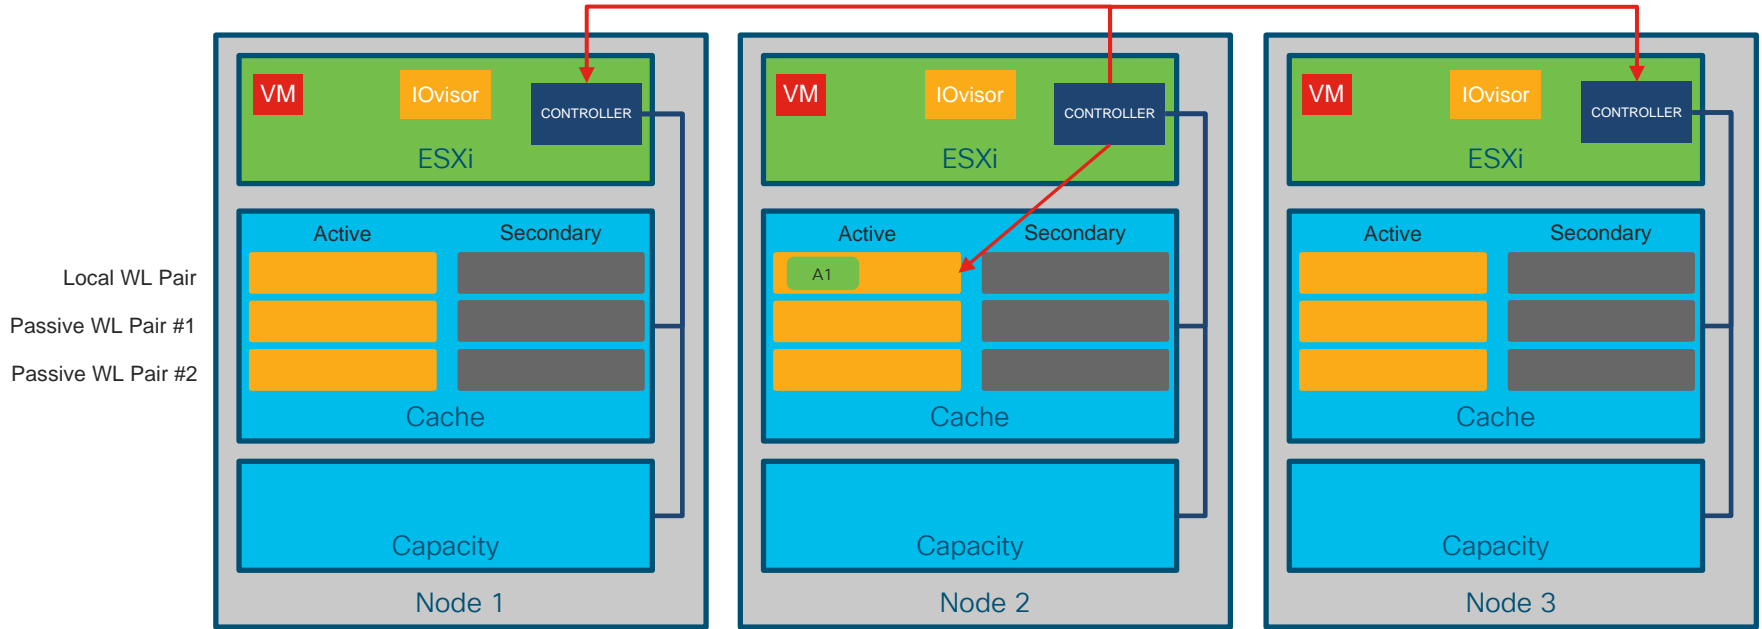 VM
IOvisor
CONTROLLER
ESXi
VM
IOvisor
CONTROLLER
ESXi
VM
IOvisor
CONTROLLER
ESXi
Active
Secondary
Active
Secondary
Active
Secondary
Local WL Pair
A1
Passive WL Pair #1
Passive WL Pair #2
Cache
Cache
Cache
Capacity
Capacity
Capacity
Node 1
Node 2
Node 3